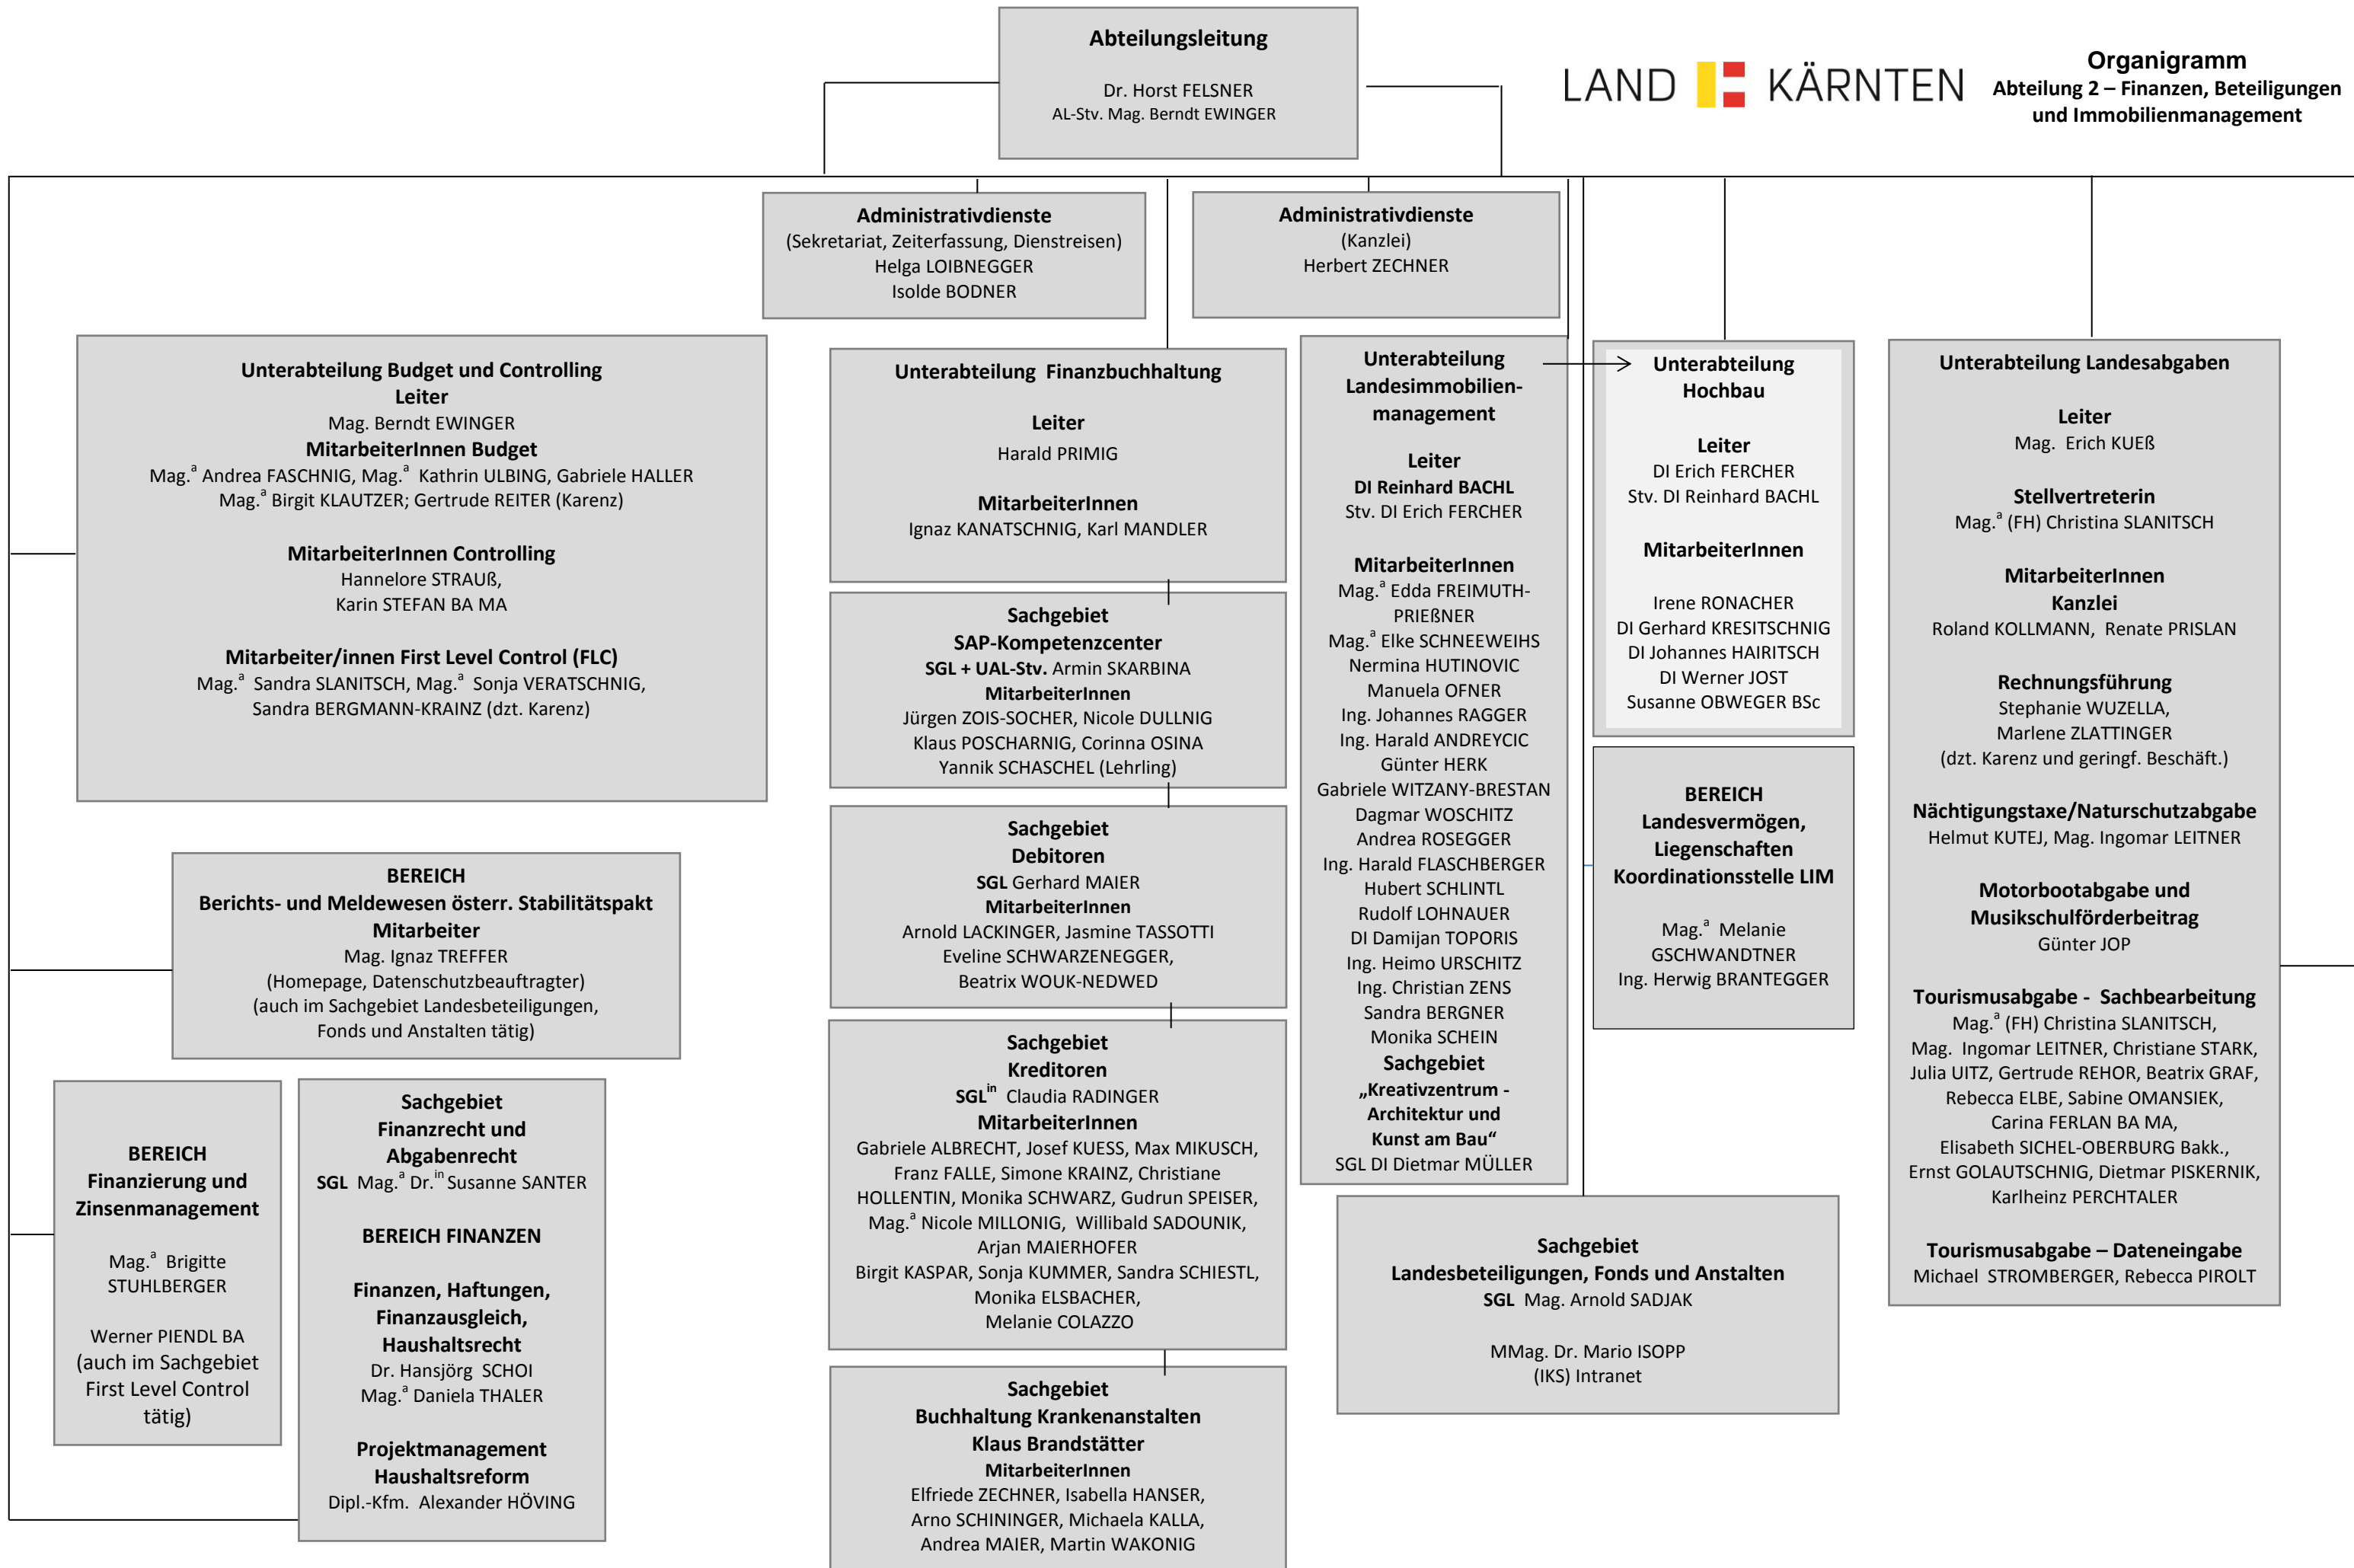 Abteilungsleitung
Dr. Horst FELSNER
AL-Stv. Mag. Berndt EWINGER
LAND KÄRNTEN
Organigramm
Abteilung 2 – Finanzen, Beteiligungen
und Immobilienmanagement
Administrativdienste
(Sekretariat, Zeiterfassung, Dienstreisen)
Helga LOIBNEGGER
Isolde BODNER
Administrativdienste
(Kanzlei)
Herbert ZECHNER
Unterabteilung Budget und Controlling
Leiter
Mag. Berndt EWINGER
MitarbeiterInnen Budget
Mag.a Andrea FASCHNIG, Mag.a Kathrin ULBING, Gabriele HALLER
Mag.a Birgit KLAUTZER; Gertrude REITER (Karenz)
MitarbeiterInnen Controlling
Hannelore STRAUß,
Karin STEFAN BA MA
Mitarbeiter/innen First Level Control (FLC)
Mag.a Sandra SLANITSCH, Mag.a Sonja VERATSCHNIG,
Sandra BERGMANN-KRAINZ (dzt. Karenz)
BEREICH
Berichts- und Meldewesen österr. Stabilitätspakt
Mitarbeiter
Mag. Ignaz TREFFER
(Homepage, Datenschutzbeauftragter)
(auch im Sachgebiet Landesbeteiligungen,
Fonds und Anstalten tätig)
BEREICH
Finanzierung und
Zinsenmanagement
Mag.a Brigitte
STUHLBERGER
Werner PIENDL BA
(auch im Sachgebiet
First Level Control
tätig)
Sachgebiet
Finanzrecht und
Abgabenrecht
SGL Mag.a Dr.in Susanne SANTER
BEREICH FINANZEN
Finanzen, Haftungen,
Finanzausgleich,
Haushaltsrecht
Dr. Hansjörg SCHOI
Mag.a Daniela THALER
Projektmanagement
Haushaltsreform
Dipl.-Kfm. Alexander HÖVING
Unterabteilung Finanzbuchhaltung
Leiter
Harald PRIMIG
MitarbeiterInnen
Ignaz KANATSCHNIG, Karl MANDLER
Sachgebiet
SAP-Kompetenzcenter
SGL + UAL-Stv. Armin SKARBINA
MitarbeiterInnen
Jürgen ZOIS-SOCHER, Nicole DULLNIG
Klaus POSCHARNIG, Corinna OSINA
Yannik SCHASCHEL (Lehrling)
Sachgebiet
Debitoren
SGL Gerhard MAIER
MitarbeiterInnen
Arnold LACKINGER, Jasmine TASSOTTI
Eveline SCHWARZENEGGER,
Beatrix WOUK-NEDWED
Sachgebiet
Kreditoren
SGLin Claudia RADINGER
MitarbeiterInnen
Gabriele ALBRECHT, Josef KUESS, Max MIKUSCH,
Franz FALLE, Simone KRAINZ, Christiane
HOLLENTIN, Monika SCHWARZ, Gudrun SPEISER,
Mag.a Nicole MILLONIG, Willibald SADOUNIK,
Arjan MAIERHOFER
Birgit KASPAR, Sonja KUMMER, Sandra SCHIESTL,
Monika ELSBACHER,
Melanie COLAZZO
Sachgebiet
Buchhaltung Krankenanstalten
Klaus Brandstätter
MitarbeiterInnen
Elfriede ZECHNER, Isabella HANSER,
Arno SCHININGER, Michaela KALLA,
Andrea MAIER, Martin WAKONIG
Unterabteilung
Landesimmobilien-
management
Leiter
DI Reinhard BACHL
Stv. DI Erich FERCHER
MitarbeiterInnen
Mag.a Edda FREIMUTH-
PRIEßNER
Mag.a Elke SCHNEEWEIHS
Nermina HUTINOVIC
Manuela OFNER
Ing. Johannes RAGGER
Ing. Harald ANDREYCIC
Günter HERK
Gabriele WITZANY-BRESTAN
Dagmar WOSCHITZ
Andrea ROSEGGER
Ing. Harald FLASCHBERGER
Hubert SCHLINTL
Rudolf LOHNAUER
DI Damijan TOPORIS
Ing. Heimo URSCHITZ
Ing. Christian ZENS
Sandra BERGNER
Monika SCHEIN
Sachgebiet
„Kreativzentrum -
Architektur und
Kunst am Bau“
SGL DI Dietmar MÜLLER
Unterabteilung
Hochbau
Leiter
DI Erich FERCHER
Stv. DI Reinhard BACHL
MitarbeiterInnen
Irene RONACHER
DI Gerhard KRESITSCHNIG
DI Johannes HAIRITSCH
DI Werner JOST
Susanne OBWEGER BSc
BEREICH
Landesvermögen,
Liegenschaften
Koordinationsstelle LIM
Mag.a Melanie
GSCHWANDTNER
Ing. Herwig BRANTEGGER
Sachgebiet
Landesbeteiligungen, Fonds und Anstalten
SGL Mag. Arnold SADJAK
MMag. Dr. Mario ISOPP
(IKS) Intranet
Unterabteilung Landesabgaben
Leiter
Mag. Erich KUEß
Stellvertreterin
Mag.a (FH) Christina SLANITSCH
MitarbeiterInnen
Kanzlei
Roland KOLLMANN, Renate PRISLAN
Rechnungsführung
Stephanie WUZELLA,
Marlene ZLATTINGER
(dzt. Karenz und geringf. Beschäft.)
Nächtigungstaxe/Naturschutzabgabe
Helmut KUTEJ, Mag. Ingomar LEITNER
Motorbootabgabe und
Musikschulförderbeitrag
Günter JOP
Tourismusabgabe - Sachbearbeitung
Mag.a (FH) Christina SLANITSCH,
Mag. Ingomar LEITNER, Christiane STARK,
Julia UITZ, Gertrude REHOR, Beatrix GRAF,
Rebecca ELBE, Sabine OMANSIEK,
Carina FERLAN BA MA,
Elisabeth SICHEL-OBERBURG Bakk.,
Ernst GOLAUTSCHNIG, Dietmar PISKERNIK,
Karlheinz PERCHTALER
Tourismusabgabe – Dateneingabe
Michael STROMBERGER, Rebecca PIROLT